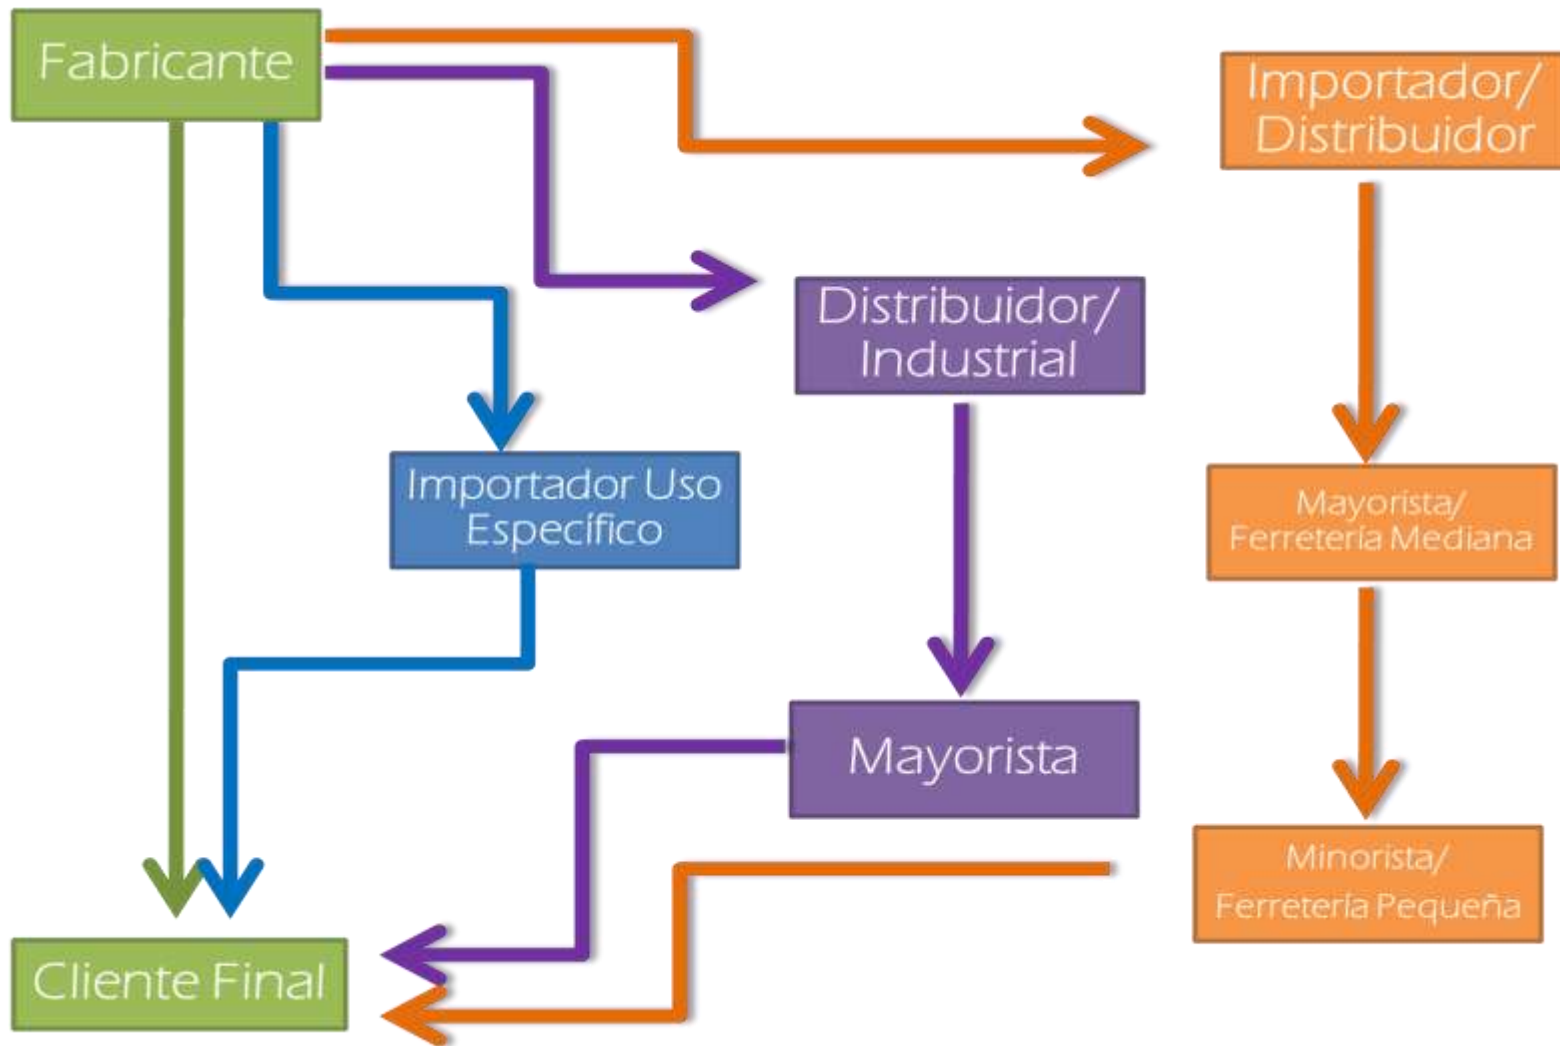 Fabricante
Importador/
Distribuidor
Distribuidor/
Industrial
Importador Uso
Específico
Mayorista/
Ferretería Mediana
Mayorista
Minorista/
Ferretería Pequeña
Cliente Final